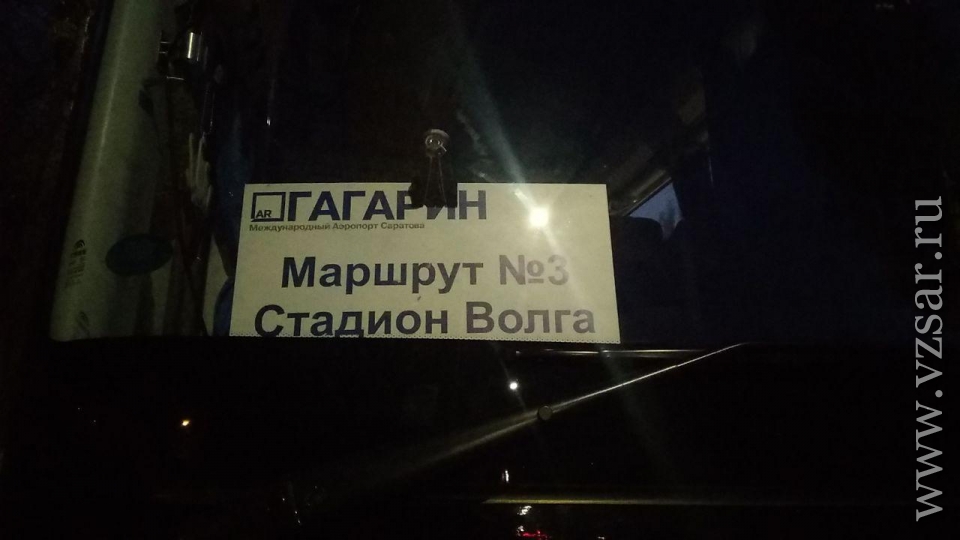 AR ГАГАРИН
Международный Аэропорт Саратова
Маршрут №3
Стадион Волга
www.vzsar.ru